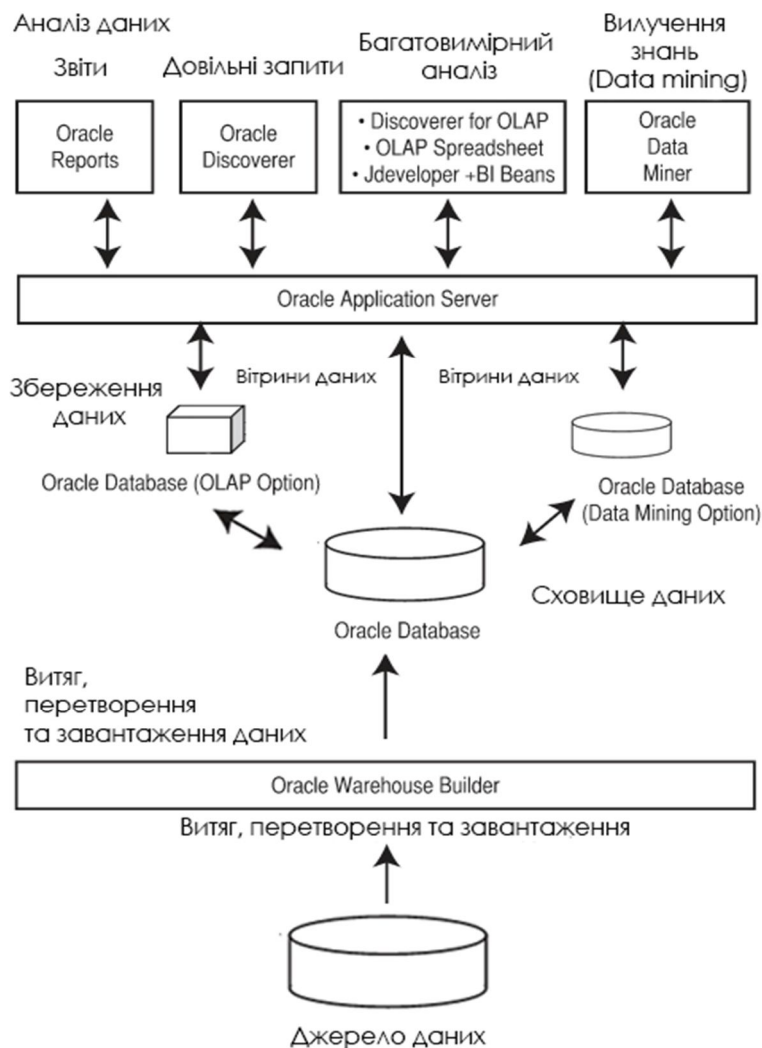 Аналіз даних
Звіти
Довільні запити
Багатовимірний
аналіз
Вилучення
знань
(Data mining)
Oracle
Reports
Oracle
Discoverer
• Discoverer for OLAP
• OLAP Spreadsheet
• Jdeveloper +BI Beans
Oracle
Data
Miner
Oracle Application Server
Збереження
даних
Вітрини даних
Вітрини даних
Oracle Database (OLAP Option)
Oracle Database
(Data Mining Option)
Сховище даних
Oracle Database
Витяг,
перетворення
та завантаження даних
Oracle Warehouse Builder
Витяг, перетворення та завантаження
Джерело даних